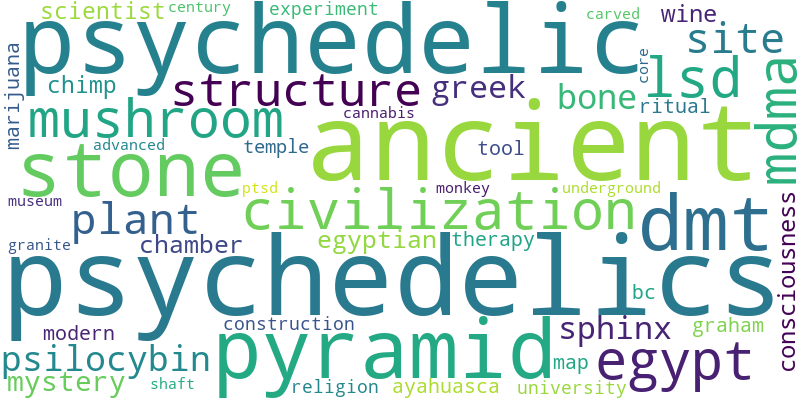 scientist century experiment carved wine
psychedelic
marijuana chimp structure greek core site
mushroom cannabis bone lsd ritual mdma
stone advanced temple ancient tool
ptsd monkey underground
museum plant civilization dmt
granite chamber egyptian therapy consciousness
psychedelics
bc
modern construction pyramid sphinx graham
psilocybin map egypt
mystery shaft religion ayahuasca university